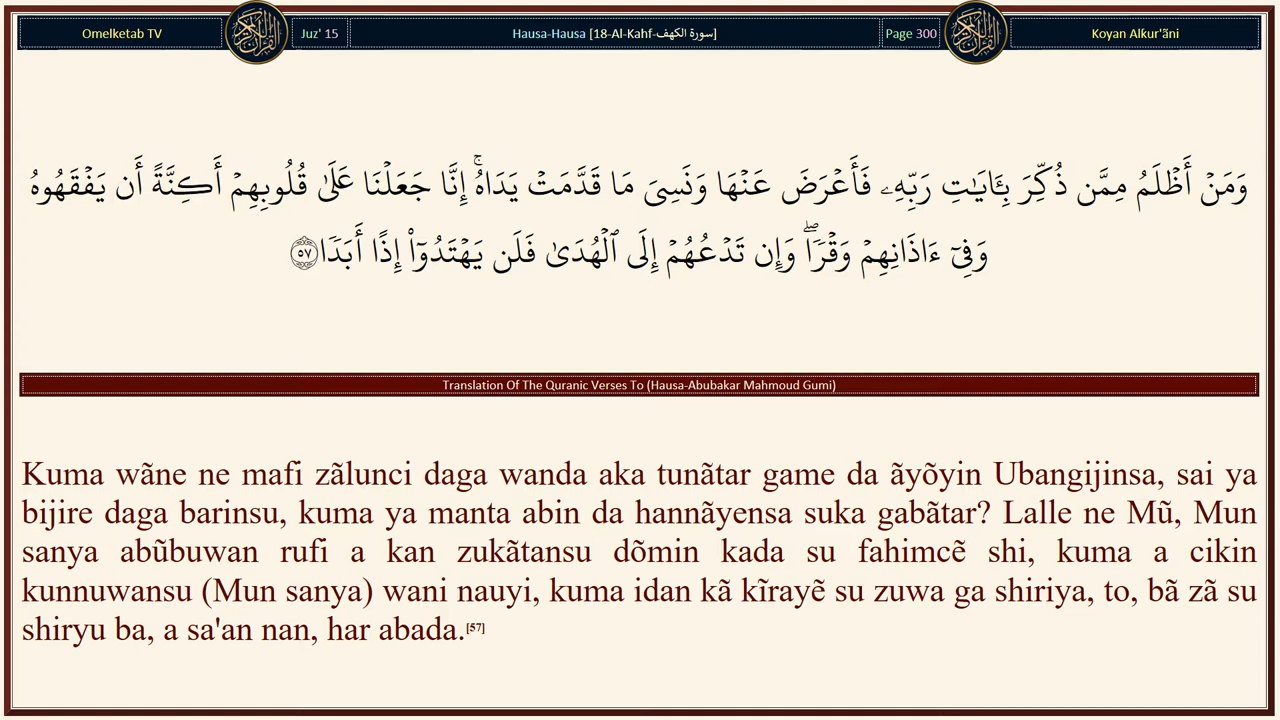 Omelketab TV
Juz' 15
Hausa-Hausa [18-Al-Kahf-سورة الكهف]
Page 300
Koyan Alƙur'ãni
وَمَنۡ أَظۡلَمُ مِمَّن ذُكِّرَ بِـَٔايَٰتِ رَبِّهِۦ فَأَعۡرَضَ عَنۡهَا وَنَسِيَ مَا قَدَّمَتۡ يَدَاهُۚ إِنَّا جَعَلۡنَا عَلَىٰ قُلُوبِهِمۡ أَكِنَّةً أَن يَفۡقَهُوهُ
وَفِيٓ ءَاذَانِهِمۡ وَقۡرٗاۖ وَإِن تَدۡعُهُمۡ إِلَى ٱلۡهُدَىٰ فَلَن يَهۡتَدُوٓاْ إِذًا أَبَدٗا ٥٧
Translation Of The Quranic Verses To (Hausa-Abubakar Mahmoud Gumi)
Kuma wãne ne mafi zãlunci daga wanda aka tunãtar game da ãyõyin Ubangijinsa, sai ya
bijire daga barinsu, kuma ya manta abin da hannãyensa suka gabãtar? Lalle ne Mũ, Mun
sanya abũbuwan rufi a kan zukãtansu dõmin kada su fahimcẽ shi, kuma a cikin
kunnuwansu (Mun sanya) wani nauyi, kuma idan kã kĩrayẽ su zuwa ga shiriya, to, bã zã su
shiryu ba, a sa'an nan, har abada.[57]